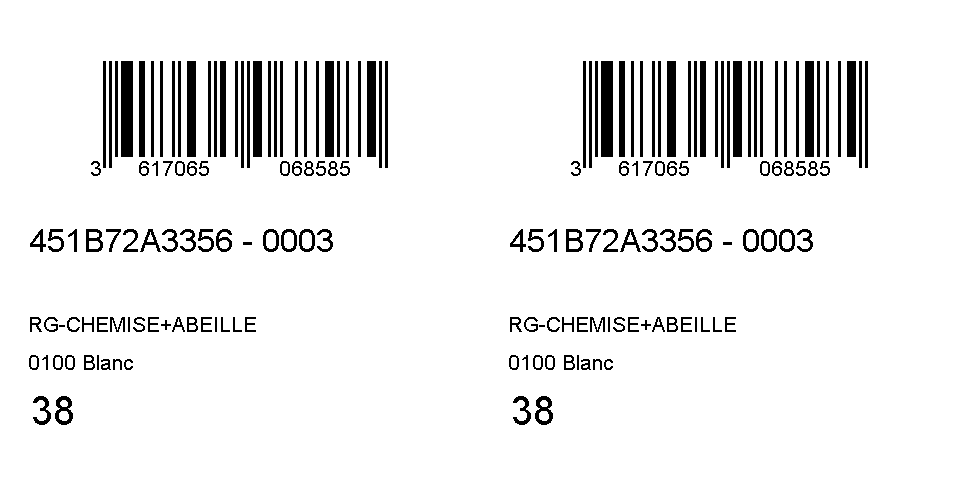 3 617065 068585
451B72A3356 - 0003
RG-CHEMISE+ABEILLE
0100 Blanc
38
3 617065 068585
451B72A3356 - 0003
RG-CHEMISE+ABEILLE
0100 Blanc
38